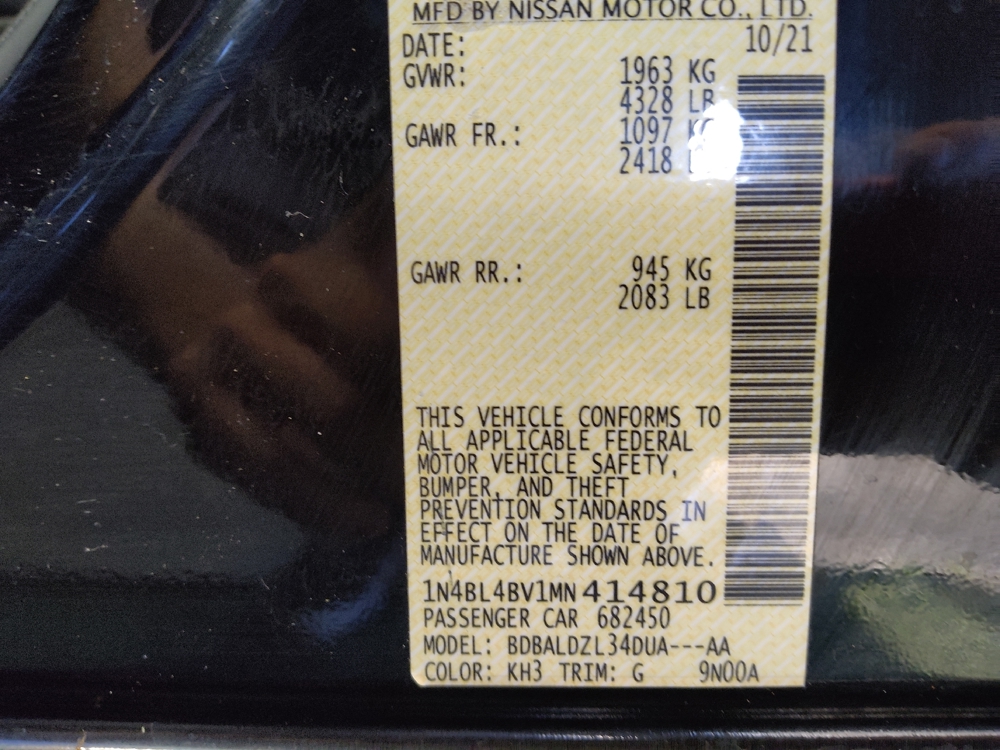 MFD BY NISSAN MOTOR CO., LTD.
DATE: 10/21
GVWR: 1963 KG
4328 LB
GAWR FR.: 1097 KG
2418
GAWR RR.: 945 KG
2083 LB
THIS VEHICLE CONFORMS TO
ALL APPLICABLE FEDERAL
MOTOR VEHICLE SAFETY,
BUMPER, AND THEFT
PREVENTION STANDARDS IN
EFFECT ON THE DATE OF
MANUFACTURE SHOWN ABOVE.
1N4BL4BV1MN414810
PASSENGER CAR 682450
MODEL: BDBALDZL34DUA---AA
COLOR: KH3 TRIM: G 9N00A